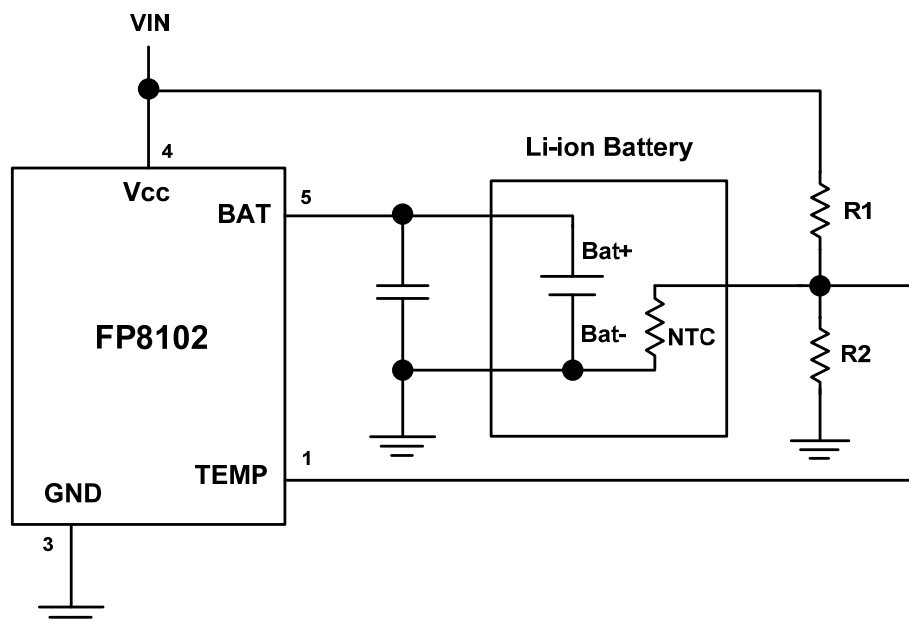 VIN
4
Li-ion Battery
Vcc
BAT
5
R1
Bat+
FP8102
Bat-
NTC
R2
1
TEMP
GND
3